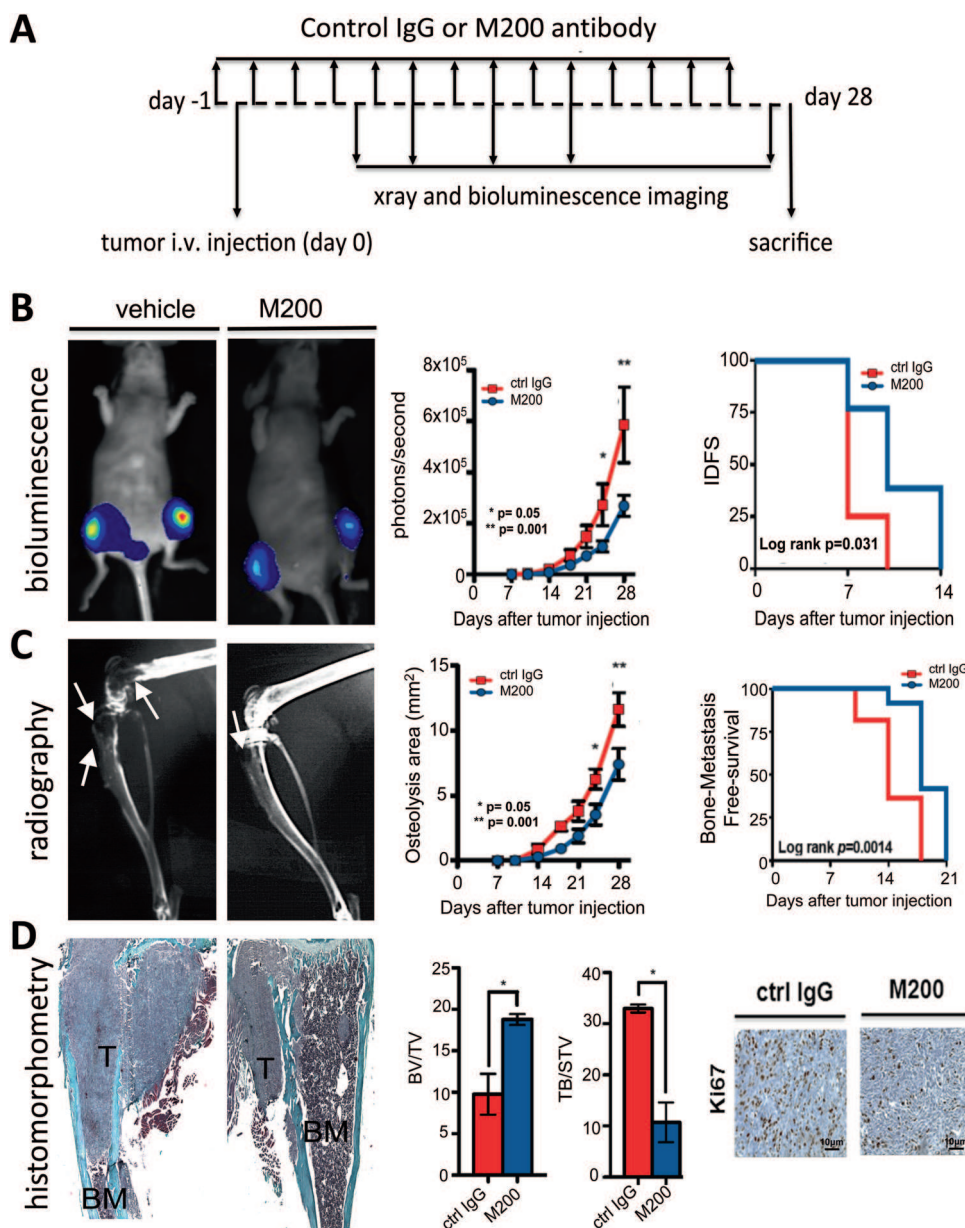 A
Control IgG or M200 antibody
day -1
day 28
xray and bioluminescence imaging
tumor i.v. injection (day 0)
sacrifice
B
vehicle
M200
bioluminescence
photons/second
8x10⁵
6x10⁵
4x10⁵
2x10⁵
0
ctrl IgG
M200
*
**
* p= 0.05
** p= 0.001
0 7 14 21 28
Days after tumor injection
IDFS
100
75
50
25
0
ctrl IgG
M200
Log rank p=0.031
0 7 14
Days after tumor injection
C
radiography
Osteolysis area (mm²)
15
10
5
0
ctrl IgG
M200
*
**
* p= 0.05
** p= 0.001
0 7 14 21 28
Days after tumor injection
Bone-Metastasis
Free-survival
100
75
50
25
0
ctrl IgG
M200
Log rank p=0.0014
0 7 14 21
Days after tumor injection
D
histomorphometry
T
BM
T
BM
BV/TV
25
20
15
10
5
0
*
ctrl IgG
M200
TB/STV
40
30
20
10
0
*
ctrl IgG
M200
ctrl IgG
M200
Ki67
10µm
10µm